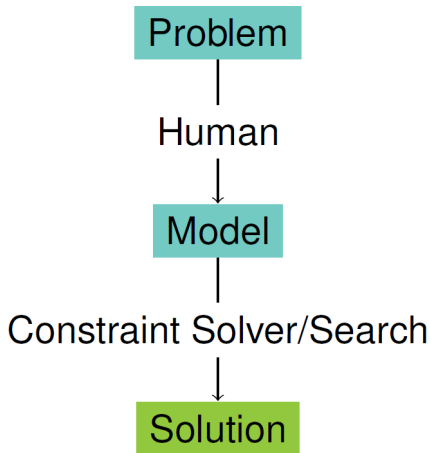 Problem
Human
Model
Constraint Solver/Search
Solution